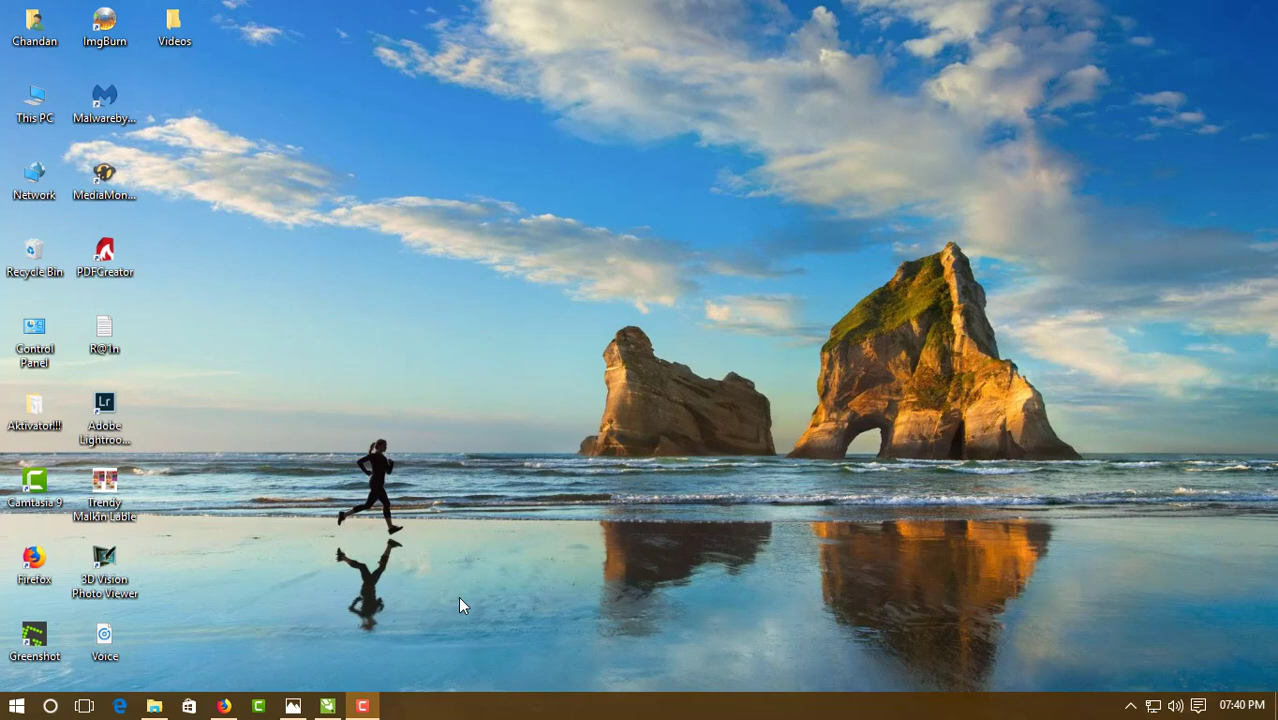 Chandan
ImgBurn
Videos
This PC
Malwareby...
Network
MediaMon...
Recycle Bin
PDFCreator
Control
Panel
R@1n
Aktivator!!!
Lr
Adobe
Lightroo...
Camtasia 9
Trendy
Malkin Lable
Firefox
3D Vision
Photo Viewer
Greenshot
Voice
07:40 PM